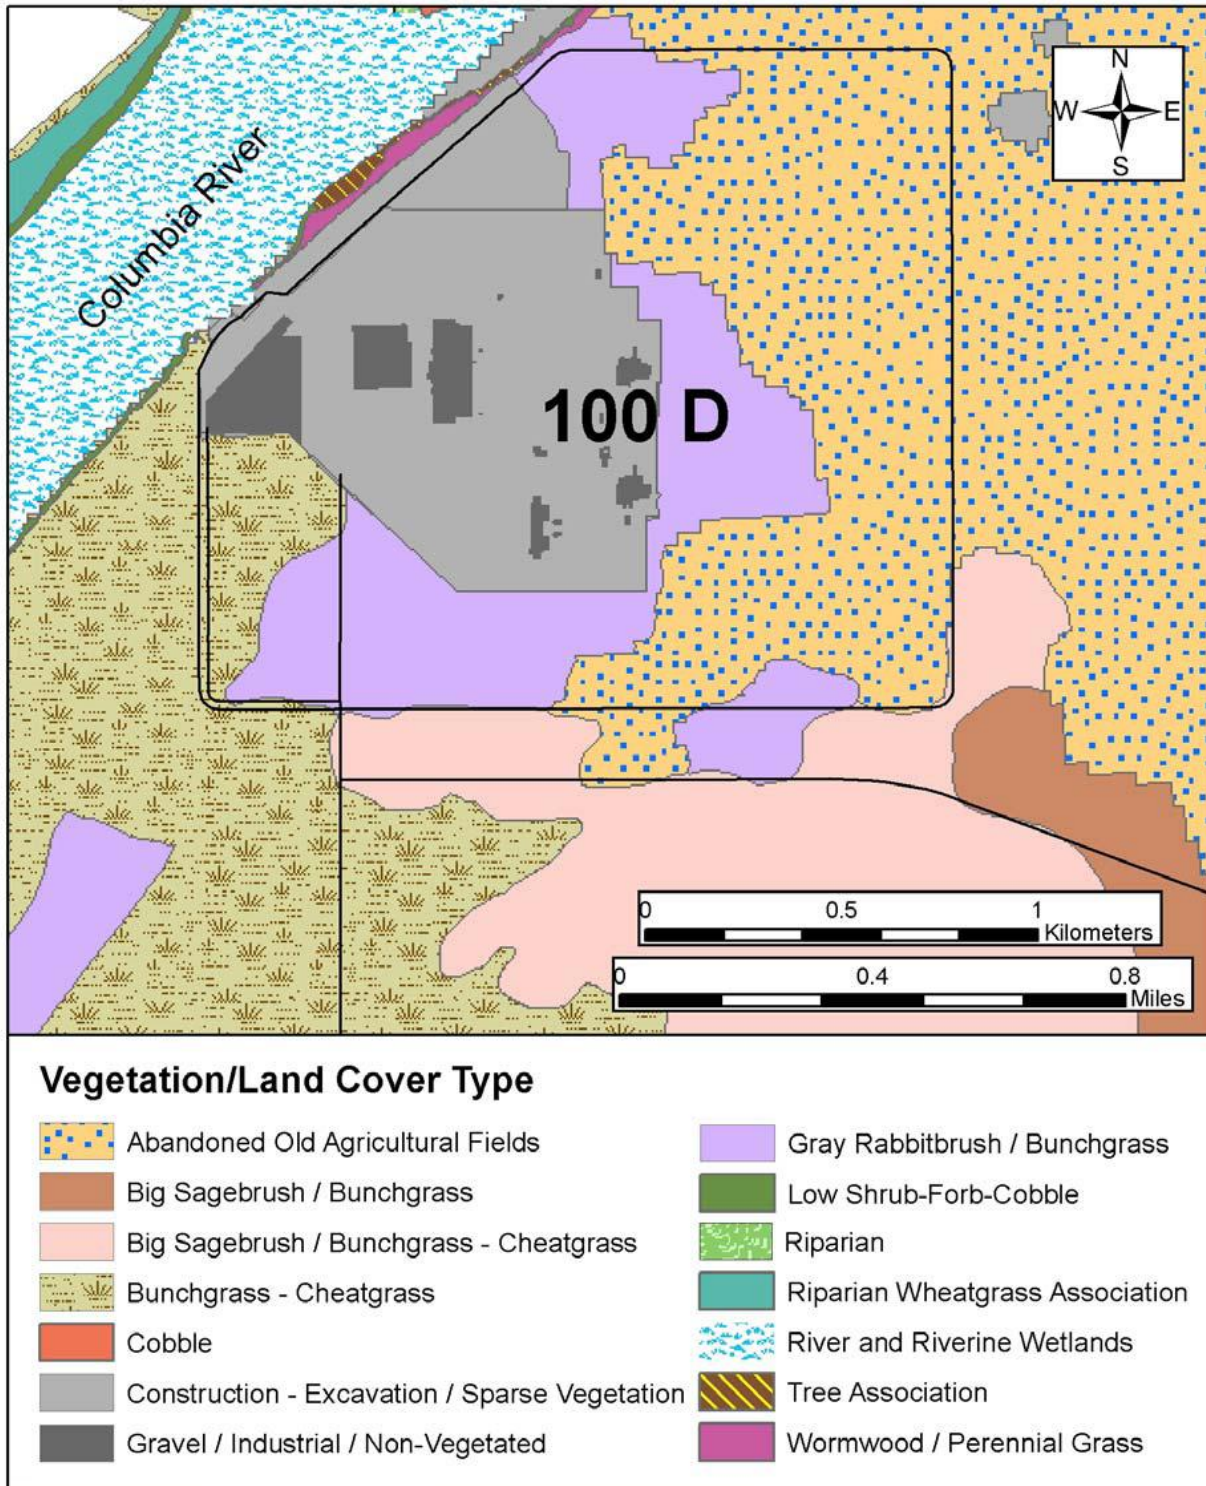 N
W E
S
Columbia River
100 D
0 0.5 1
Kilometers
0 0.4 0.8
Miles
Vegetation/Land Cover Type
Abandoned Old Agricultural Fields
Big Sagebrush / Bunchgrass
Big Sagebrush / Bunchgrass - Cheatgrass
Bunchgrass - Cheatgrass
Cobble
Construction - Excavation / Sparse Vegetation
Gravel / Industrial / Non-Vegetated
Gray Rabbitbrush / Bunchgrass
Low Shrub-Forb-Cobble
Riparian
Riparian Wheatgrass Association
River and Riverine Wetlands
Tree Association
Wormwood / Perennial Grass